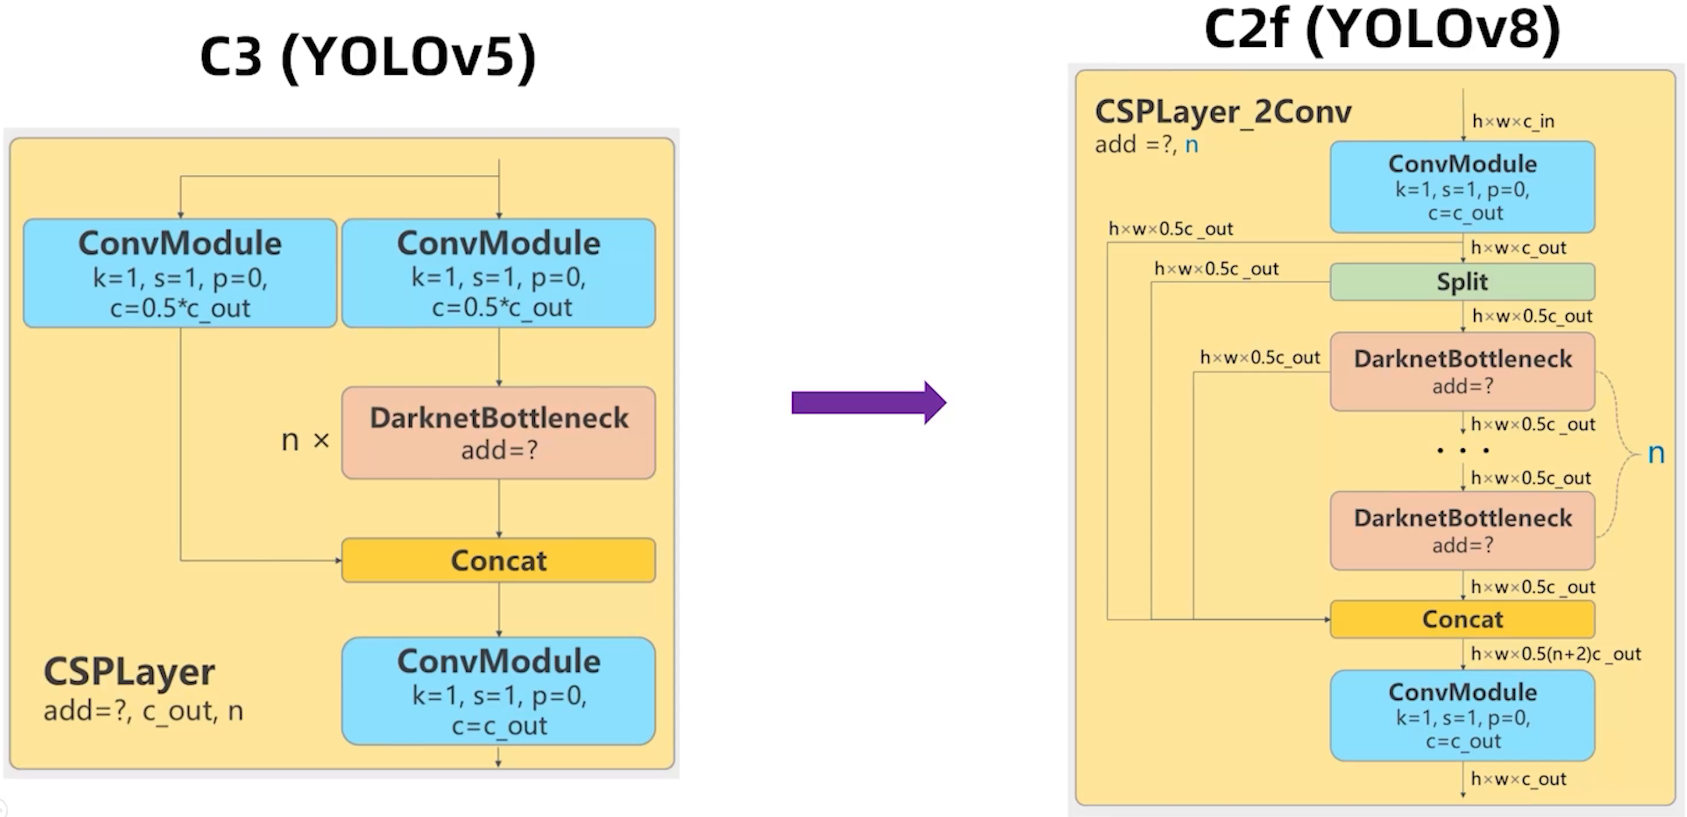 C3 (YOLOv5)
ConvModule
k=1, s=1, p=0,
c=0.5*c_out
ConvModule
k=1, s=1, p=0,
c=0.5*c_out
n ×
DarknetBottleneck
add=?
Concat
CSPLayer
add=?, c_out, n
ConvModule
k=1, s=1, p=0,
c=c_out
C2f (YOLOv8)
CSPLayer_2Conv
add =?, n
h×w×c_in
ConvModule
k=1, s=1, p=0,
c=c_out
h×w×0.5c_out
h×w×c_out
h×w×0.5c_out
Split
h×w×0.5c_out
h×w×0.5c_out
DarknetBottleneck
add=?
h×w×0.5c_out
· · ·
n
h×w×0.5c_out
DarknetBottleneck
add=?
h×w×0.5c_out
Concat
h×w×0.5(n+2)c_out
ConvModule
k=1, s=1, p=0,
c=c_out
h×w×c_out